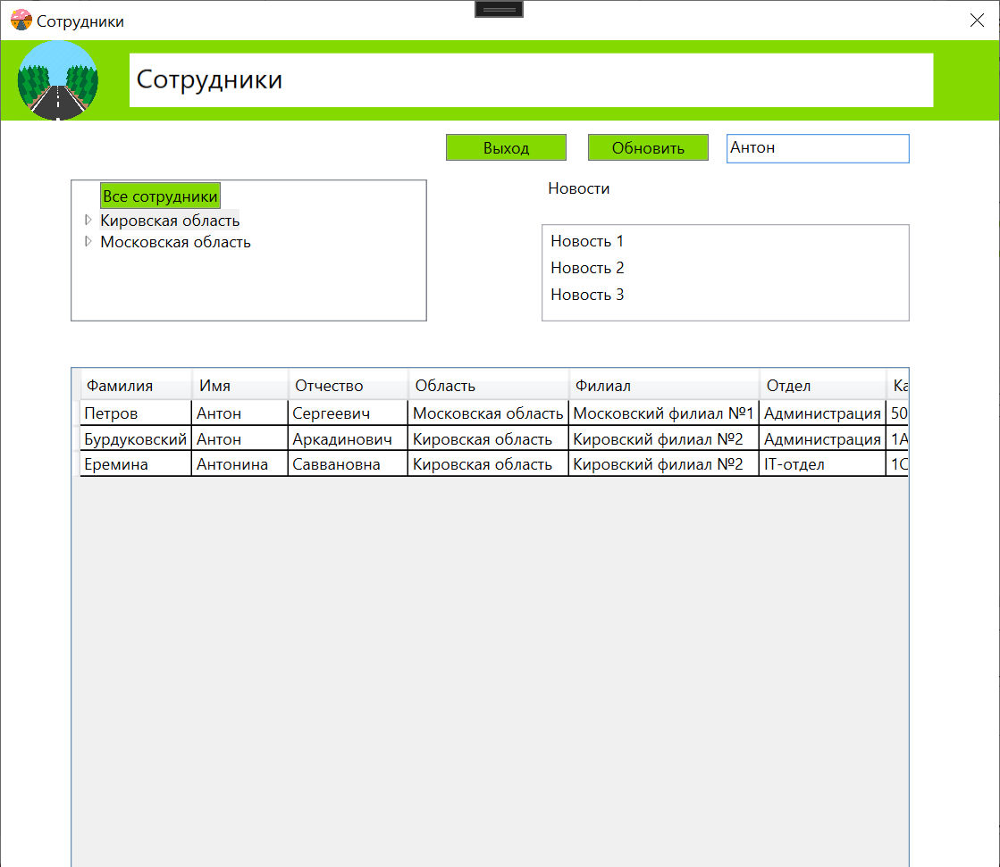 Сотрудники
Сотрудники
Выход Обновить Антон
Все сотрудники
Кировская область
Московская область
Новости
Новость 1
Новость 2
Новость 3
Фамилия Имя Отчество Область Филиал Отдел Ка
Петров Антон Сергеевич Московская область Московский филиал №1 Администрация 50
Бурдуковский Антон Аркадинович Кировская область Кировский филиал №2 Администрация 1А
Еремина Антонина Саввановна Кировская область Кировский филиал №2 IT-отдел 1С